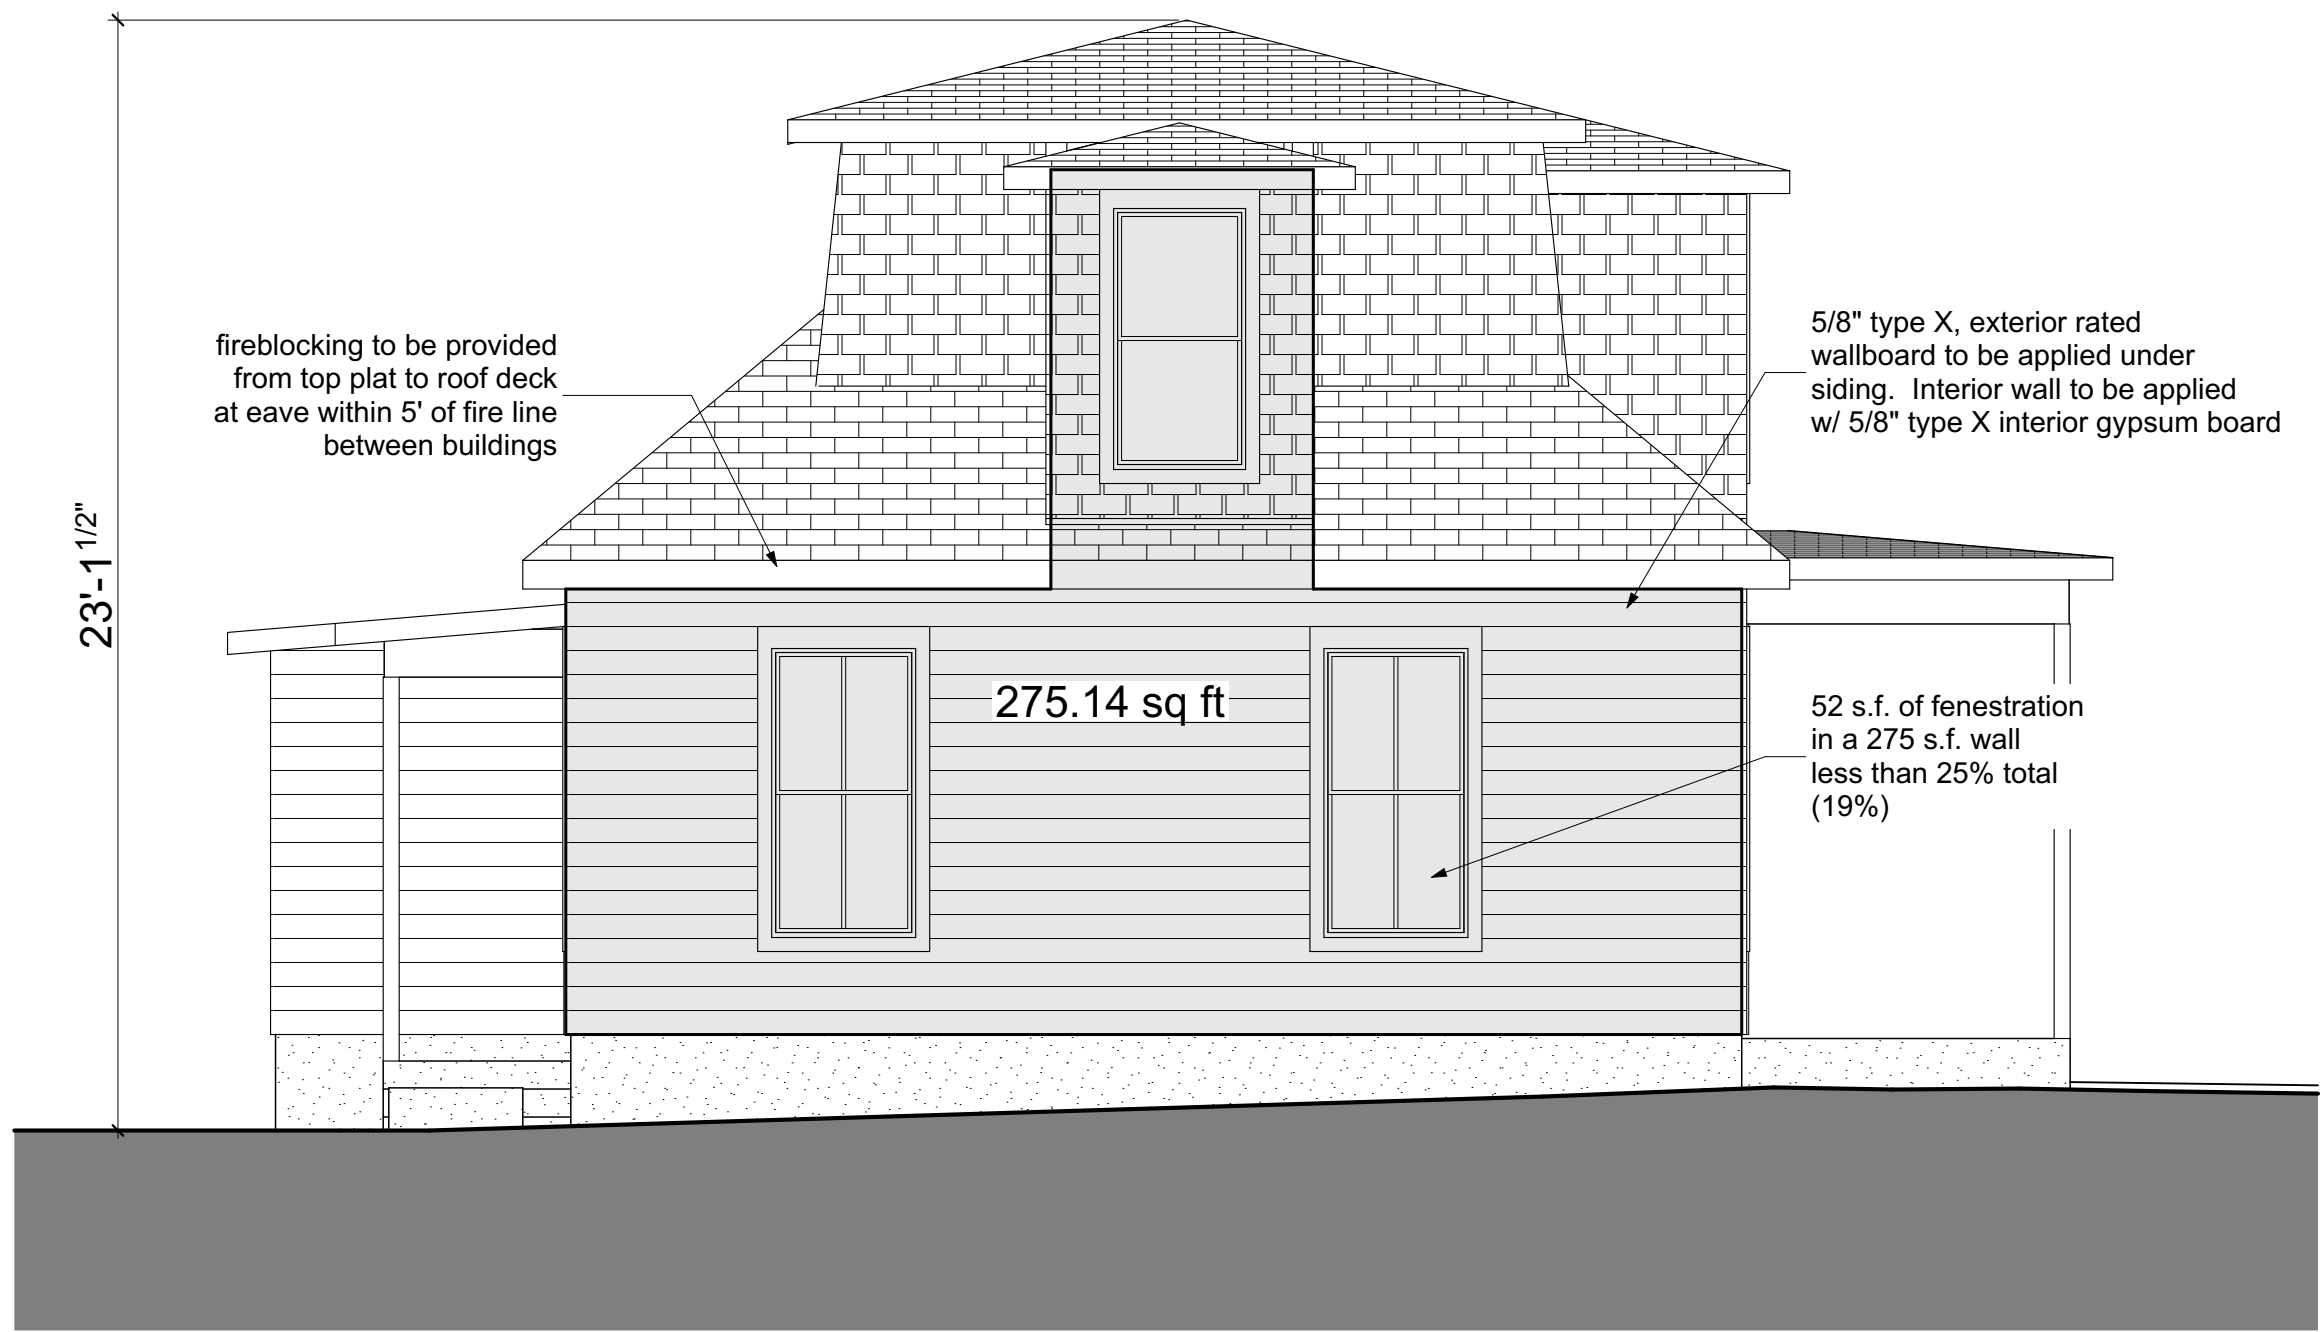 fireblocking to be provided
from top plat to roof deck
at eave within 5' of fire line
between buildings
5/8" type X, exterior rated
wallboard to be applied under
siding.  Interior wall to be applied
w/ 5/8" type X interior gypsum board
23'-1 1/2"
275.14 sq ft
52 s.f. of fenestration
in a 275 s.f. wall
less than 25% total
(19%)